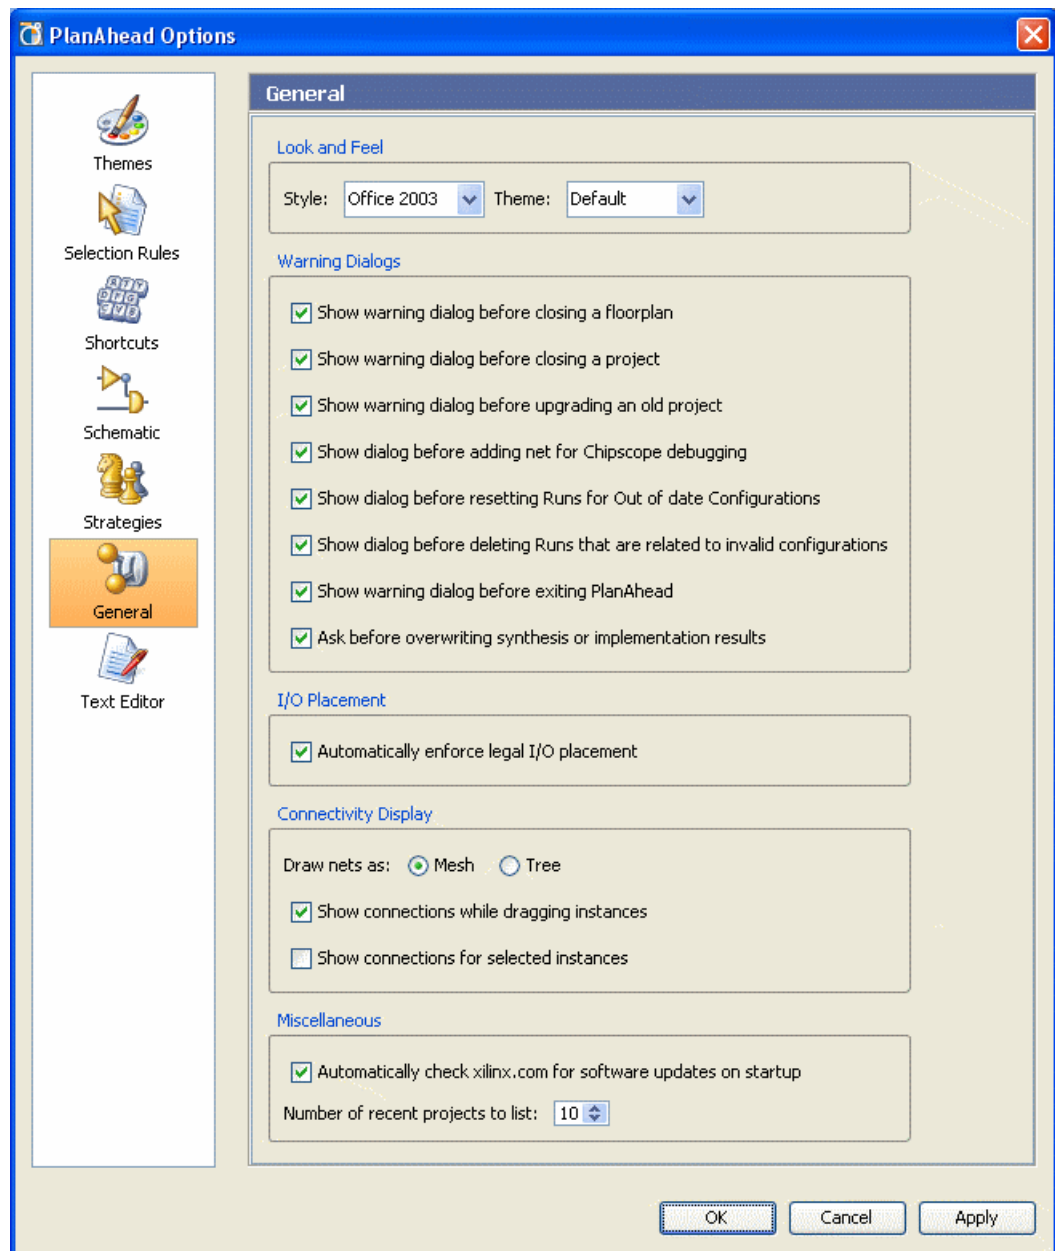 PlanAhead Options
Themes
Selection Rules
Shortcuts
Schematic
Strategies
General
Text Editor
General
Look and Feel
Style: Office 2003 Theme: Default
Warning Dialogs
Show warning dialog before closing a floorplan
Show warning dialog before closing a project
Show warning dialog before upgrading an old project
Show dialog before adding net for Chipscope debugging
Show dialog before resetting Runs for Out of date Configurations
Show dialog before deleting Runs that are related to invalid configurations
Show warning dialog before exiting PlanAhead
Ask before overwriting synthesis or implementation results
I/O Placement
Automatically enforce legal I/O placement
Connectivity Display
Draw nets as: Mesh Tree
Show connections while dragging instances
Show connections for selected instances
Miscellaneous
Automatically check xilinx.com for software updates on startup
Number of recent projects to list: 10
OK Cancel Apply